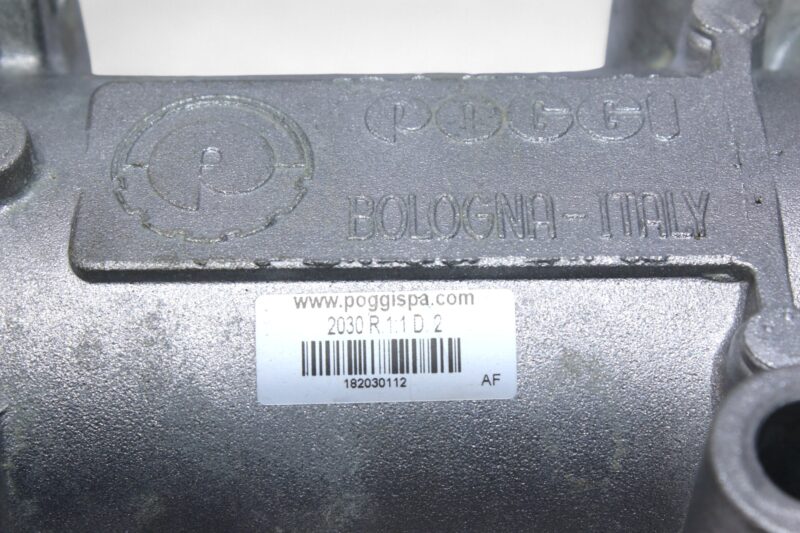 P
POGGI
BOLOGNA - ITALY
www.poggispa.com
2030 R.1:1 D. 2
182030112
AF